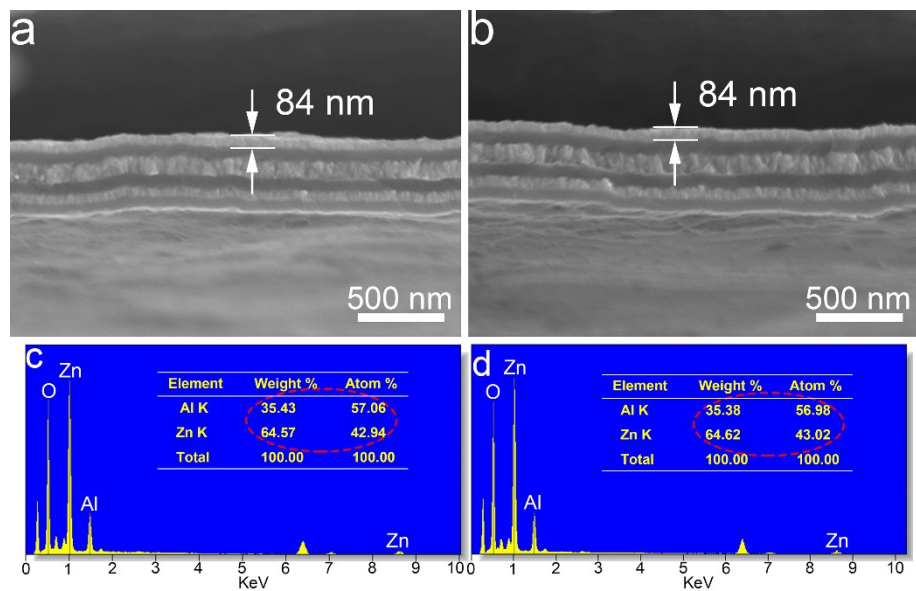 a
84 nm
500 nm
b
84 nm
500 nm
c
Zn
O
Al
Zn
Element Weight % Atom %
Al K 35.43 57.06
Zn K 64.57 42.94
Total 100.00 100.00
0 1 2 3 4 5 6 7 8 9 10
KeV
d
Zn
O
Al
Zn
Element Weight % Atom %
Al K 35.38 56.98
Zn K 64.62 43.02
Total 100.00 100.00
0 1 2 3 4 5 6 7 8 9 10
KeV